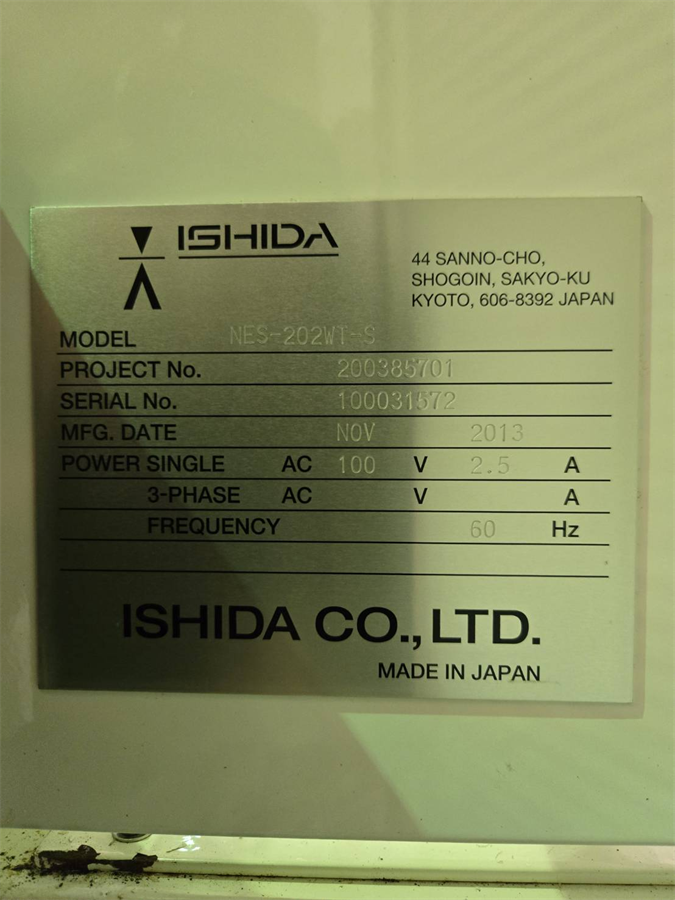 ISHIDA
44 SANNO-CHO,
SHOGOIN, SAKYO-KU
KYOTO, 606-8392 JAPAN
MODEL NES-202WT-S
PROJECT No. 200385701
SERIAL No. 100031572
MFG. DATE NOV 2013
POWER SINGLE AC 100 V 2.5 A
3-PHASE AC V A
FREQUENCY 60 Hz
ISHIDA CO., LTD.
MADE IN JAPAN